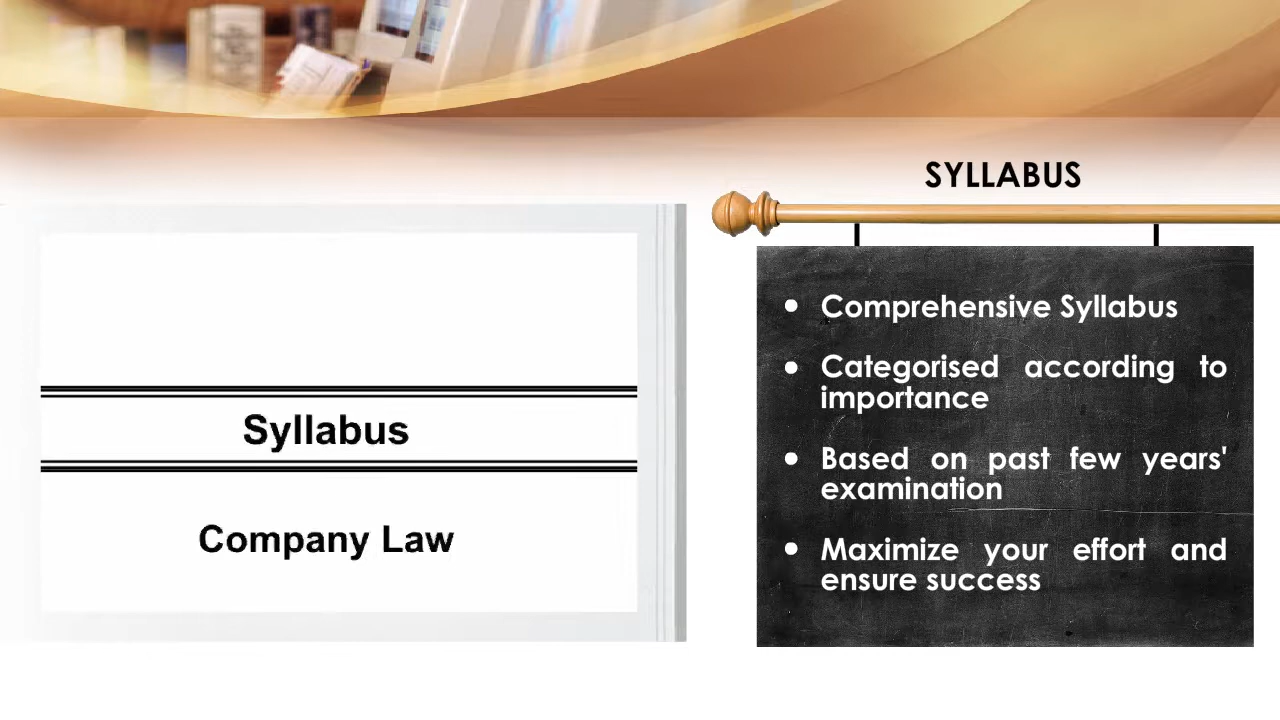 SYLLABUS
Syllabus
Company Law
• Comprehensive Syllabus
• Categorised according to
importance
• Based on past few years'
examination
• Maximize your effort and
ensure success